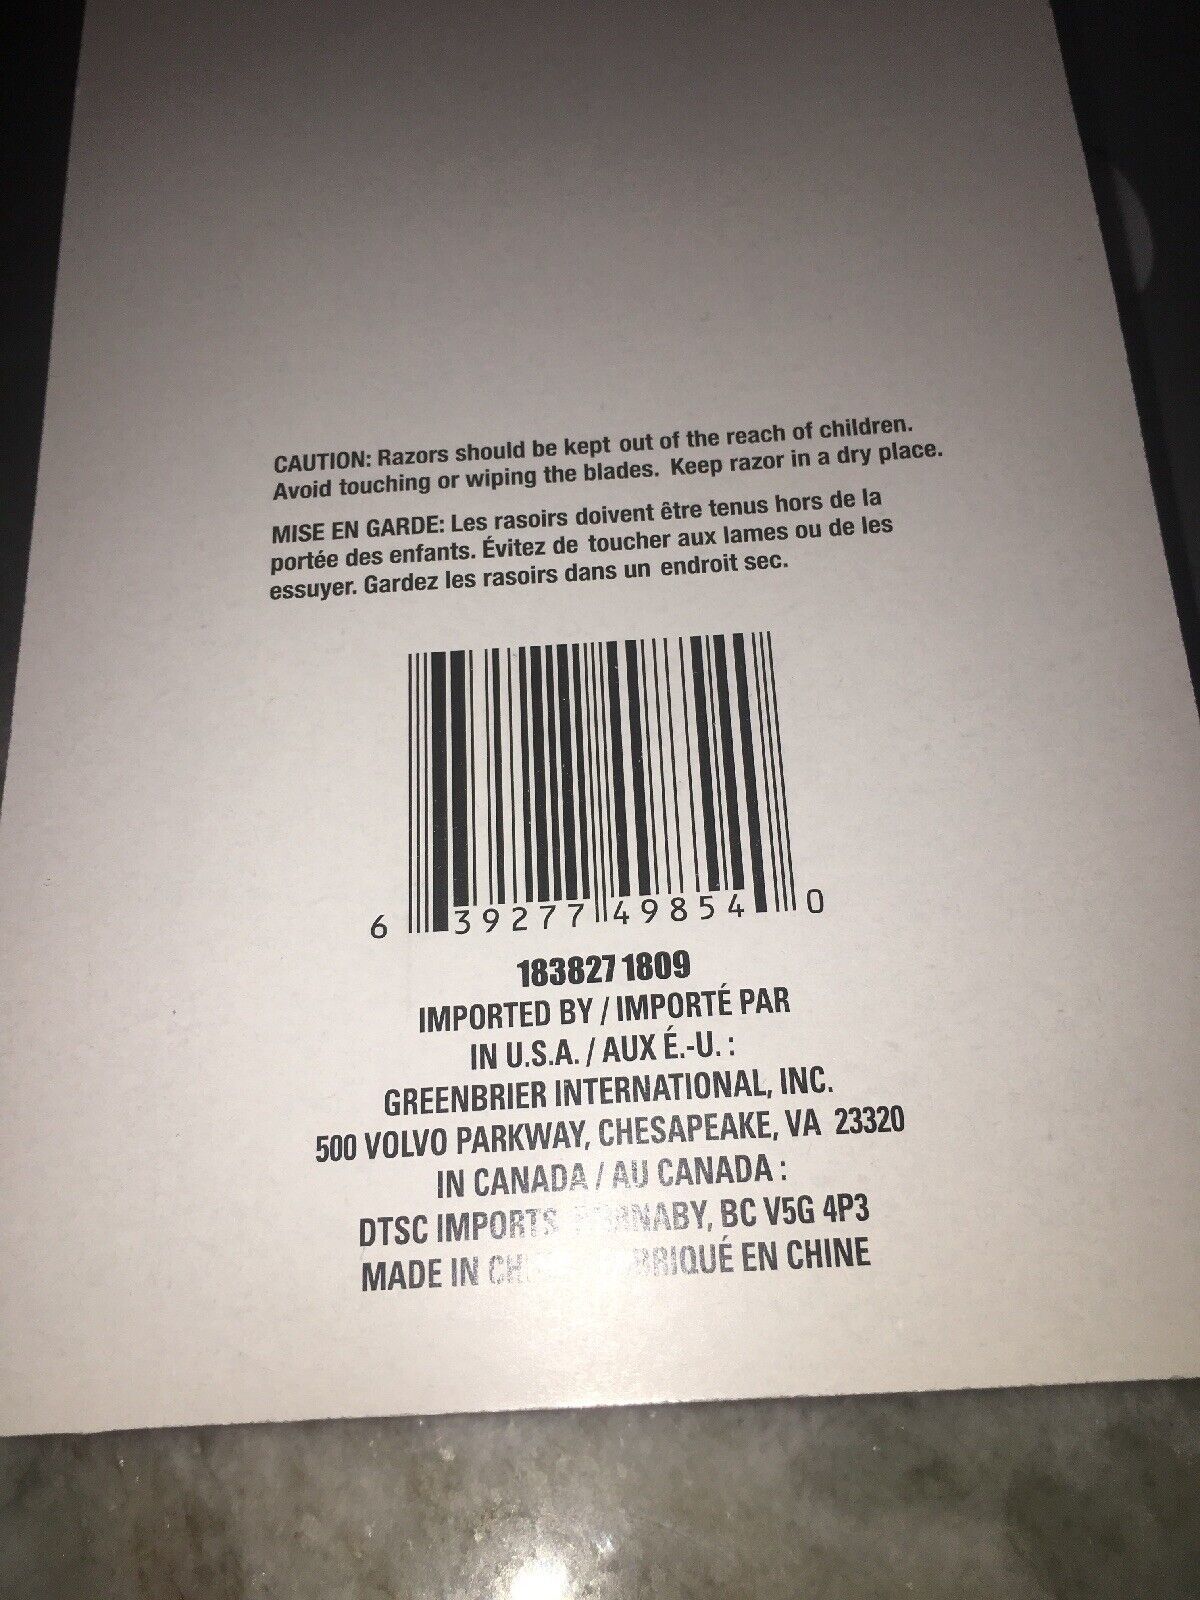 CAUTION: Razors should be kept out of the reach of children.
Avoid touching or wiping the blades. Keep razor in a dry place.
MISE EN GARDE: Les rasoirs doivent être tenus hors de la
portée des enfants. Évitez de toucher aux lames ou de les
essuyer. Gardez les rasoirs dans un endroit sec.
6 39277 49854 0
183827 1809
IMPORTED BY / IMPORTÉ PAR
IN U.S.A. / AUX É.-U. :
GREENBRIER INTERNATIONAL, INC.
500 VOLVO PARKWAY, CHESAPEAKE, VA 23320
IN CANADA / AU CANADA :
DTSC IMPORTS, BC V5G 4P3
MADE IN EN CHINE